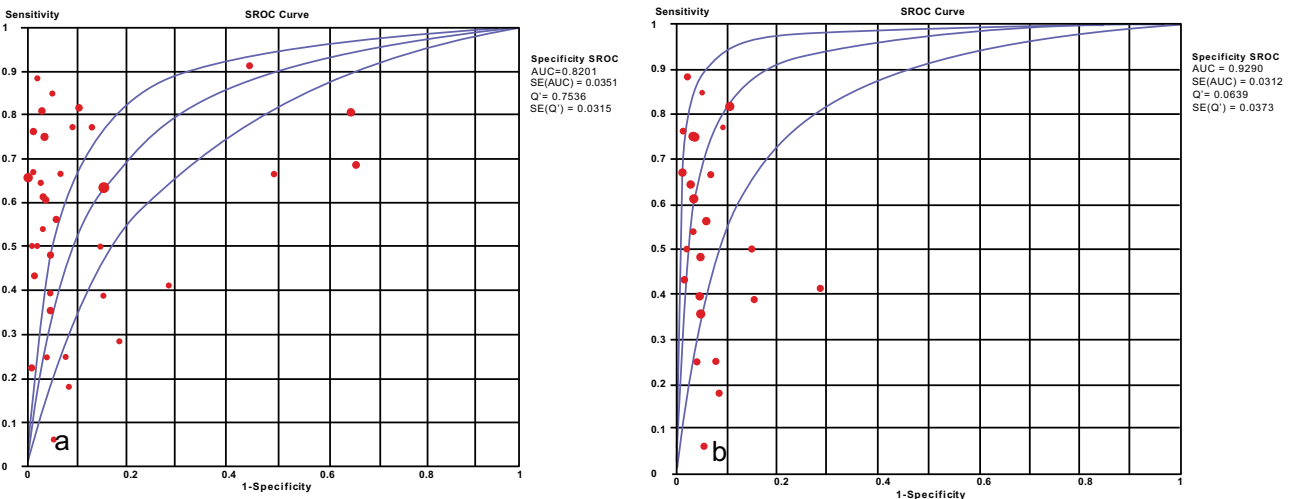 Sensitivity
SROC Curve
1
0.9
0.8
0.7
0.6
0.5
0.4
0.3
0.2
0.1
0
0
0.2
0.4
0.6
0.8
1
1-Specificity
a
Specificity SROC
AUC=0.8201
SE(AUC) = 0.0351
Q'= 0.7536
SE(Q') = 0.0315
Sensitivity
SROC Curve
1
0.9
0.8
0.7
0.6
0.5
0.4
0.3
0.2
0.1
0
0
0.2
0.4
0.6
0.8
1
1-Specificity
b
Specificity SROC
AUC = 0.9290
SE(AUC) = 0.0312
Q'= 0.0639
SE(Q') = 0.0373